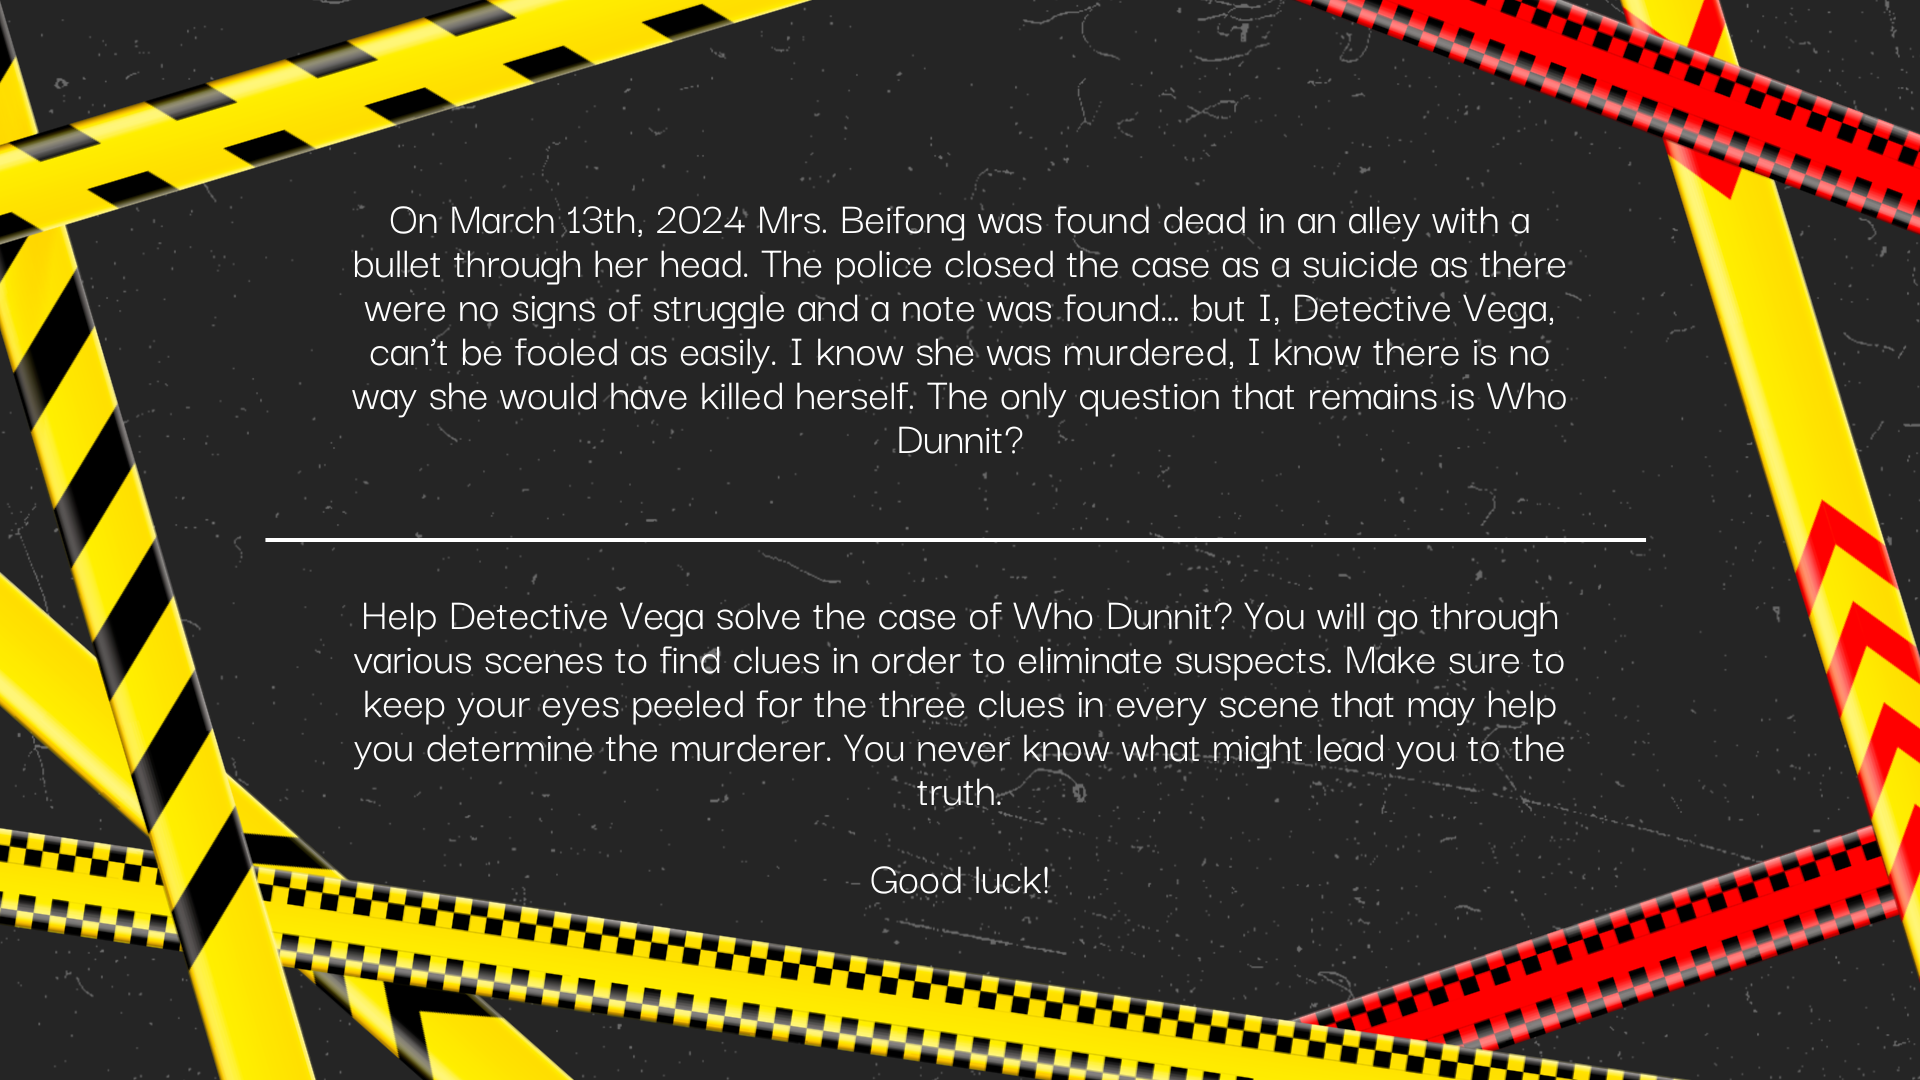 On March 13th, 2024 Mrs. Beifong was found dead in an alley with a
bullet through her head. The police closed the case as a suicide as there
were no signs of struggle and a note was found... but I, Detective Vega,
can't be fooled as easily. I know she was murdered, I know there is no
way she would have killed herself. The only question that remains is Who
Dunnit?
Help Detective Vega solve the case of Who Dunnit? You will go through
various scenes to find clues in order to eliminate suspects. Make sure to
keep your eyes peeled for the three clues in every scene that may help
you determine the murderer. You never know what might lead you to the
truth.
Good luck!